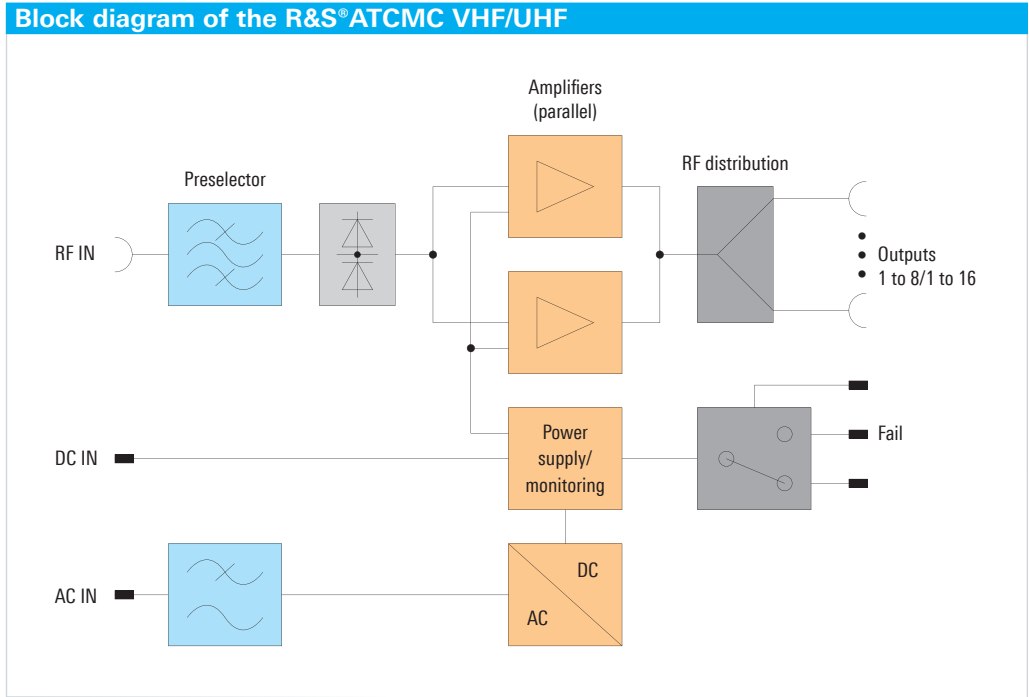 Block diagram of the R&S®ATCMC VHF/UHF
Amplifiers
(parallel)
Preselector
RF distribution
RF IN
Outputs
1 to 8/1 to 16
DC IN
Power
supply/
monitoring
Fail
AC IN
DC
AC